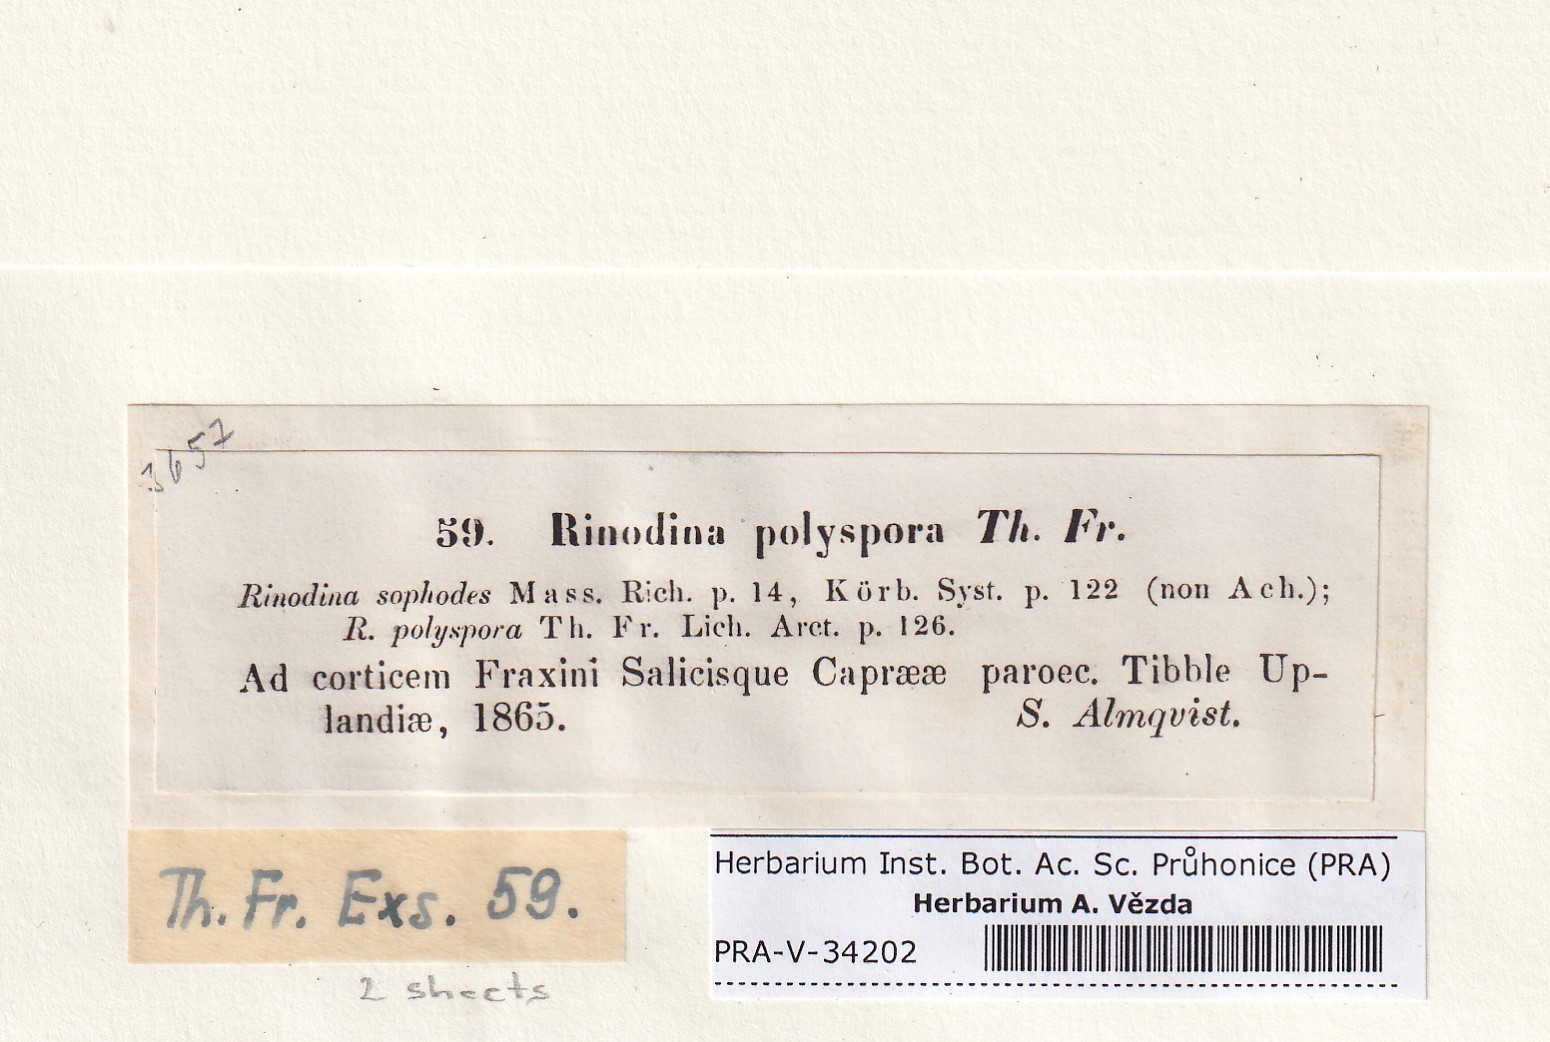 3657
59. Rinodina polyspora Th. Fr.
Rinodina sophodes Mass. Rich. p. 14, Körb. Syst. p. 122 (non Ach.);
R. polyspora Th. Fr. Lich. Arct. p. 126.
Ad corticem Fraxini Salicisque Caprææ paroec. Tibble Up-
landiæ, 1865. S. Almqvist.
Th. Fr. Exs. 59.
2 sheets
Herbarium Inst. Bot. Ac. Sc. Průhonice (PRA)
Herbarium A. Vězda
PRA-V-34202